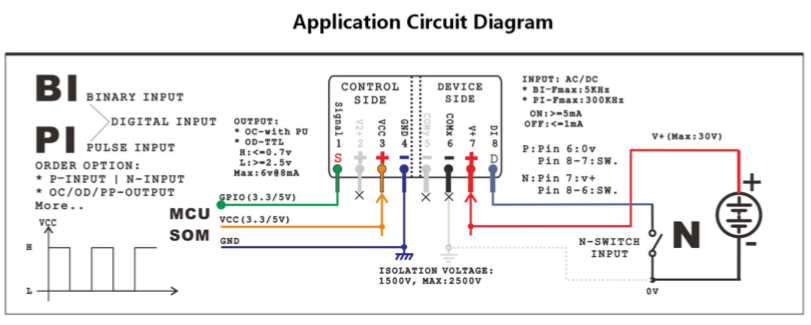 Application Circuit Diagram
BI BINARY INPUT
DIGITAL INPUT
PI PULSE INPUT
ORDER OPTION:
* P-INPUT | N-INPUT
* OC/OD/PP-OUTPUT
More..
VCC
H
L
OUTPUT:
* OC-with PU
* OD-TTL
H:<=0.7v
L:>=2.5v
Max:6v@8mA
CONTROL SIDE
DEVICE SIDE
Signal 1 S
V2+ 2
VCC 3
GND 4
COMx 5
COMx 6
V+ 7
DI 8 D
INPUT: AC/DC
* BI-Fmax:5KHz
* PI-Fmax:300KHz
ON:>=5mA
OFF:<=1mA
P:Pin 6:0v
Pin 8-7:SW.
N:Pin 7:v+
Pin 8-6:SW.
V+(Max:30V)
MCU
SOM
GPIO(3.3/5V)
VCC(3.3/5V)
GND
ISOLATION VOLTAGE:
1500V, MAX:2500V
N-SWITCH
INPUT
N
0V